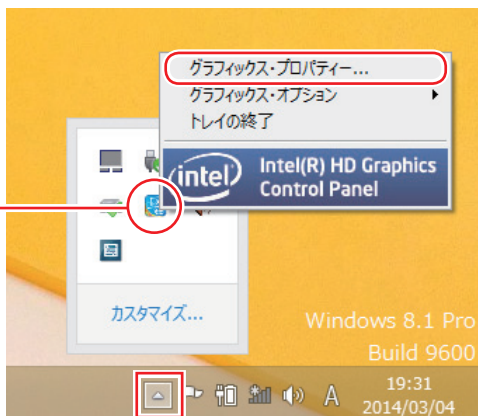 グラフィックス・プロパティー...
グラフィックス・オプション
トレイの終了
intel
Intel(R) HD Graphics
Control Panel
カスタマイズ...
Windows 8.1 Pro
Build 9600
A
19:31
2014/03/04